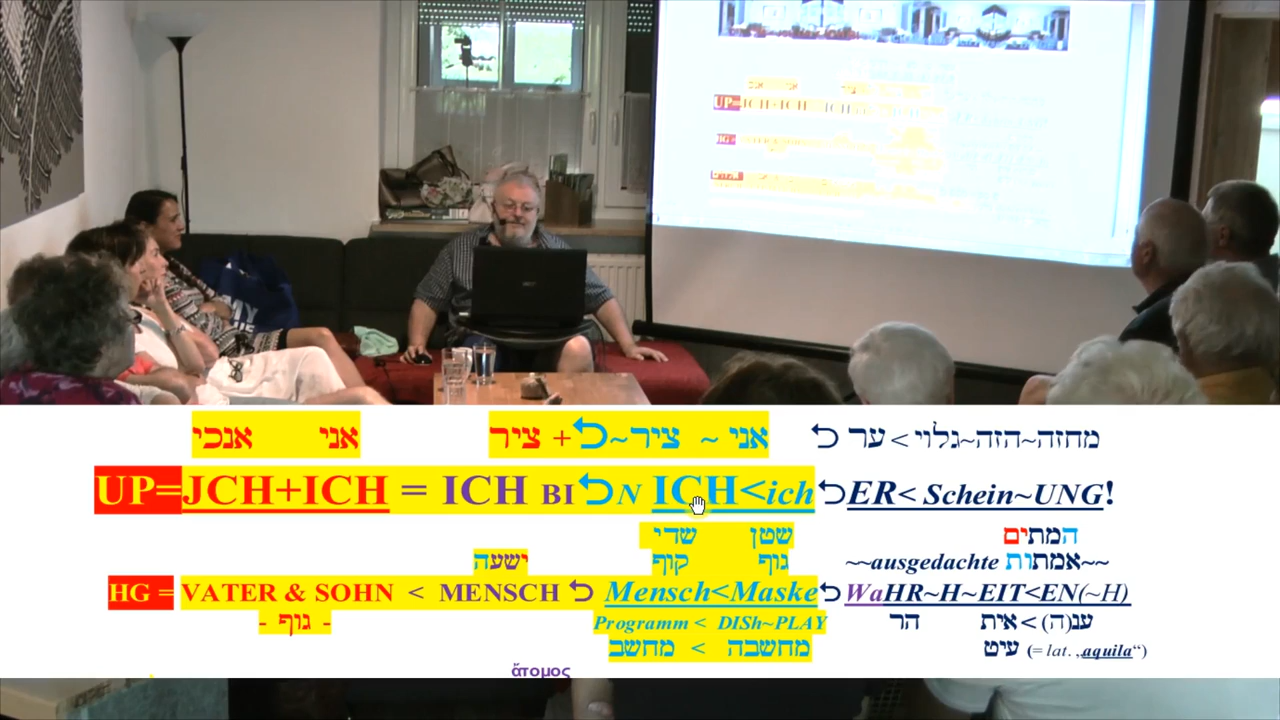 אנכי אני ציר + ⮌~ציר ~ אני ⮌ ער < מחזה~הזה~גלוי
UP=JCH+ICH = ICH BI⮌N ICH<ich⮌ER< Schein~UNG!
שדי שטן המתים
ישעה קוף גוף ~~ausgedachte אמתות~~
HG = VATER & SOHN < MENSCH ⮌ Mensch<Maske⮌WaHR~H~EIT<EN(~H)
- גוף - Programm < DISh~PLAY הר אית > ענ(ה)
מחשב < מחשבה עיט (= lat. „aquila“)
ἄτομος